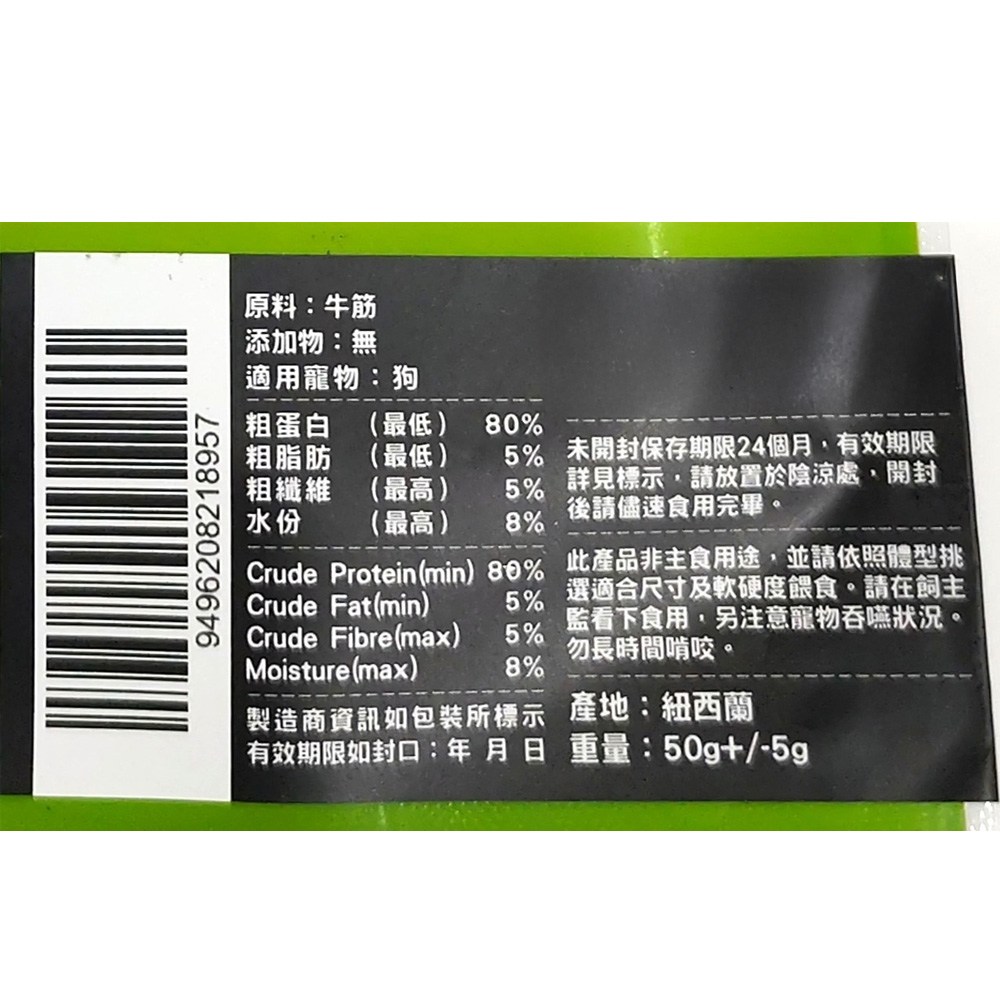 9496208218957
原料：牛筋
添加物：無
適用寵物：狗
粗蛋白 （最低） 80%
粗脂肪 （最低） 5%
粗纖維 （最高） 5%
水份 （最高） 8%
Crude Protein(min) 80%
Crude Fat(min) 5%
Crude Fibre(max) 5%
Moisture(max) 8%
製造商資訊如包裝所標示
有效期限如封口：年 月 日
未開封保存期限24個月，有效期限
詳見標示，請放置於陰涼處，開封
後請儘速食用完畢。
此產品非主食用途，並請依照體型挑
選適合尺寸及軟硬度餵食。請在飼主
監看下食用，另注意寵物吞嚥狀況。
勿長時間啃咬。
產地：紐西蘭
重量：50g+/-5g